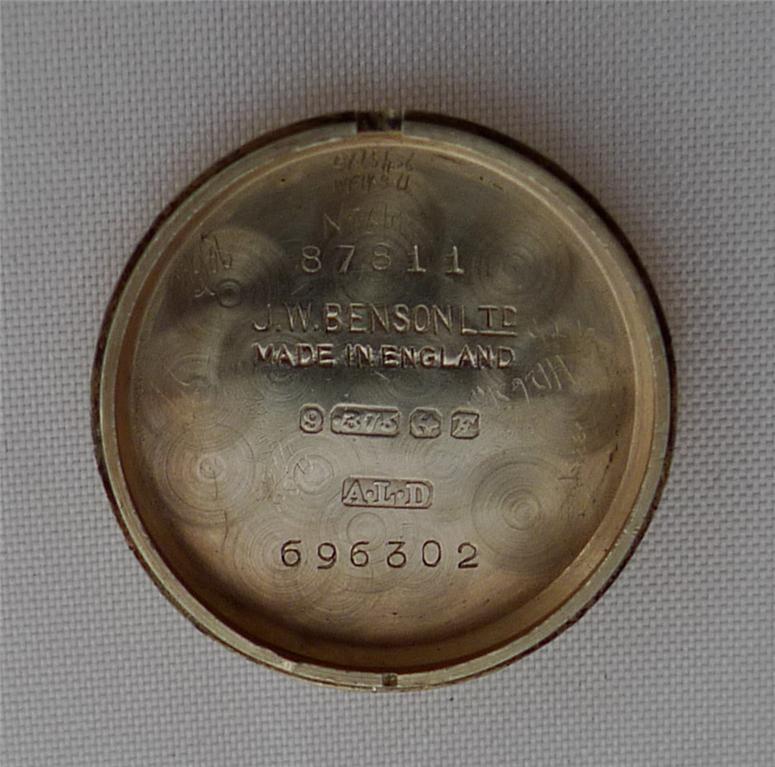 87811
J.W.BENSON LTD
MADE IN ENGLAND
9 .375 F
A.L.D
696302